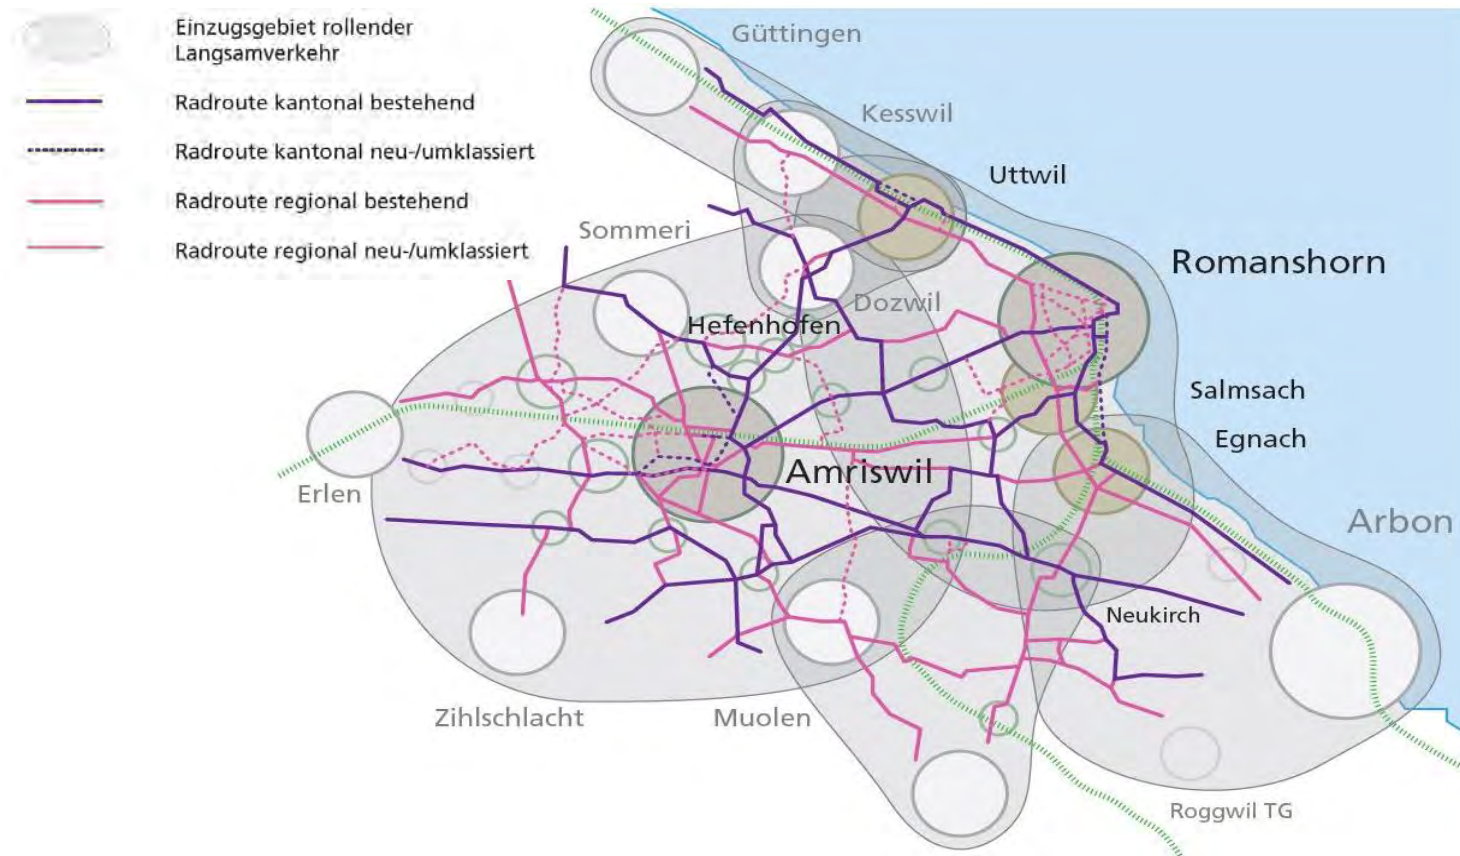 Einzugsgebiet rollender
Langsamverkehr
Radroute kantonal bestehend
Radroute kantonal neu-/umklassiert
Radroute regional bestehend
Radroute regional neu-/umklassiert
Güttingen
Kesswil
Uttwil
Sommeri
Romanshorn
Dozwil
Hefenhofen
Salmsach
Egnach
Amriswil
Erlen
Arbon
Neukirch
Zihlschlacht
Muolen
Roggwil TG